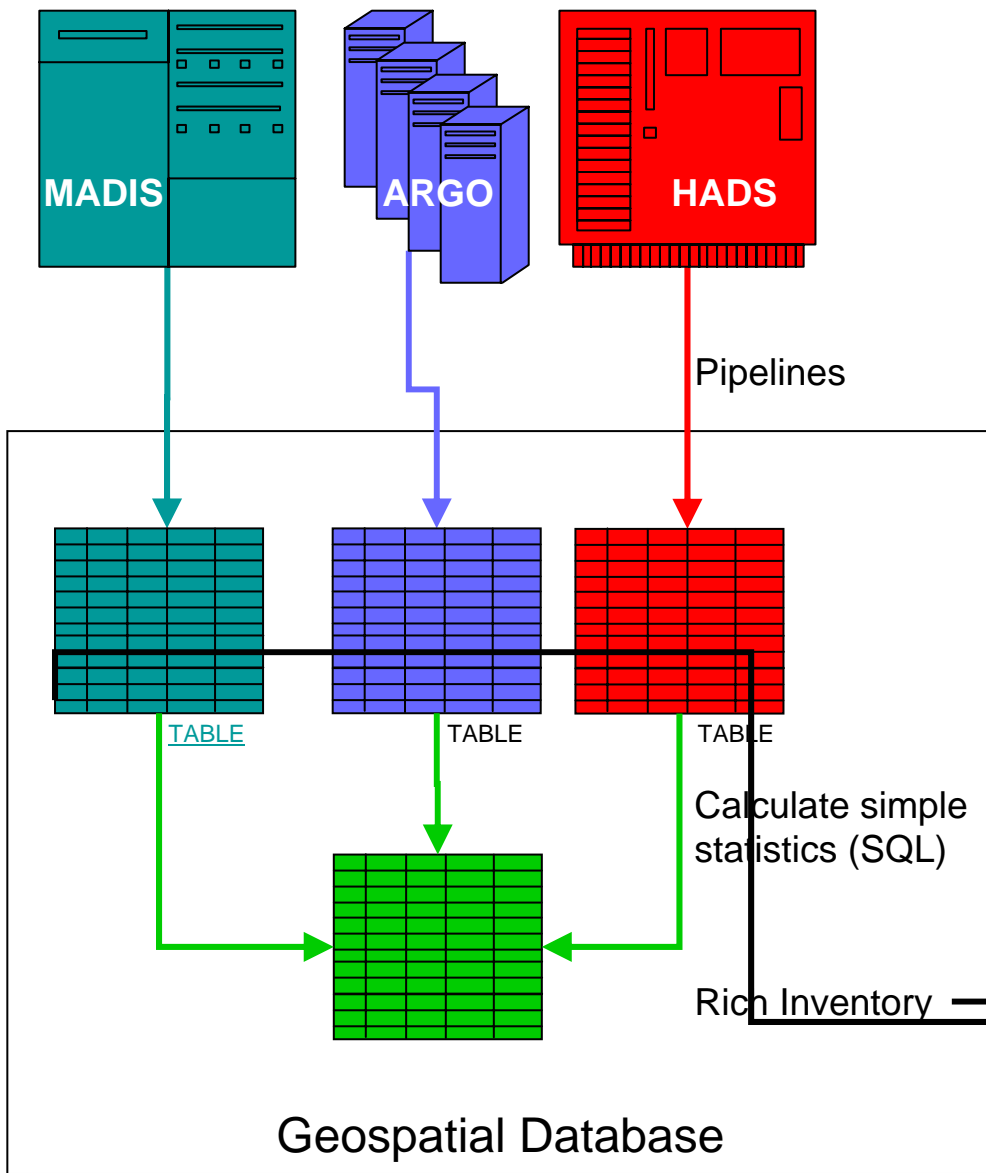 MADIS
ARGO
HADS
Pipelines
TABLE
TABLE
TABLE
Calculate simple
statistics (SQL)
Rich Inventory
Geospatial Database